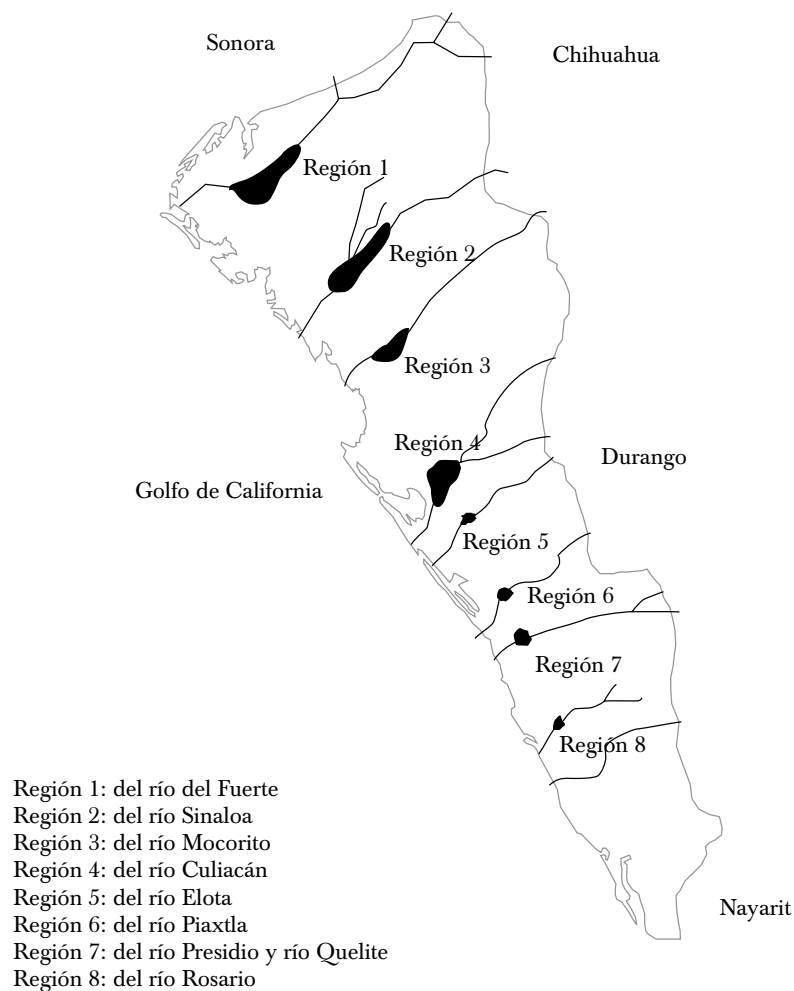 Sonora
Chihuahua
Región 1
Región 2
Región 3
Región 4
Durango
Golfo de California
Región 5
Región 6
Región 7
Región 8
Región 1: del río del Fuerte
Región 2: del río Sinaloa
Región 3: del río Mocorito
Región 4: del río Culiacán
Región 5: del río Elota
Región 6: del río Piaxtla
Región 7: del río Presidio y río Quelite
Región 8: del río Rosario
Nayarit